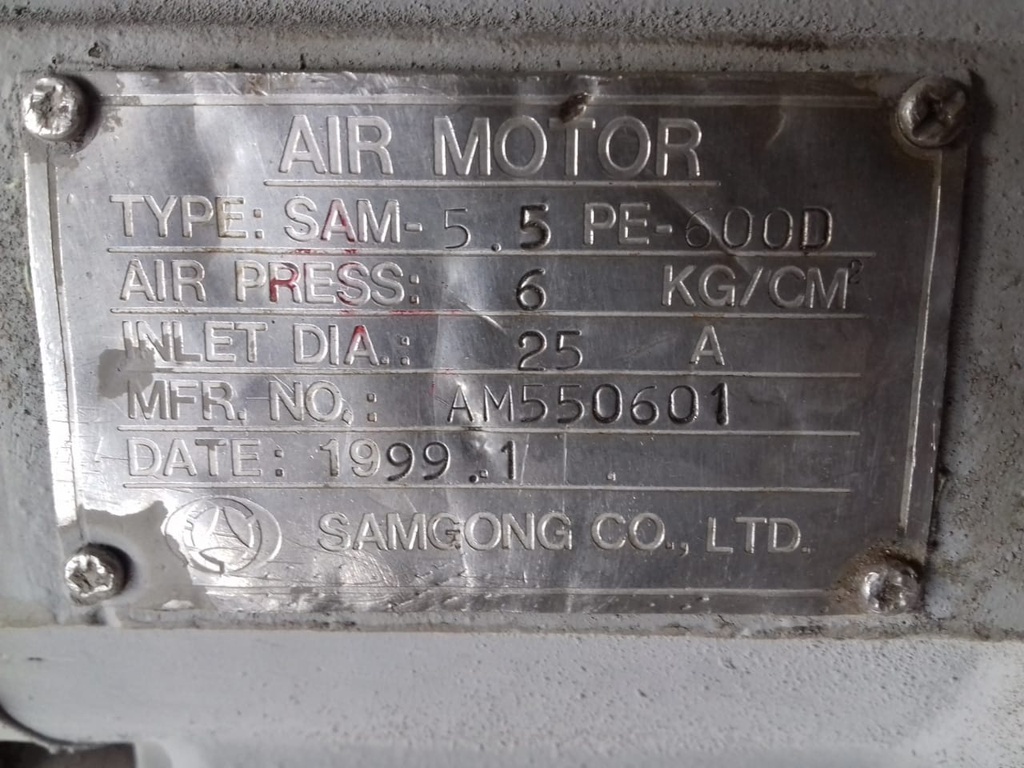 AIR MOTOR
TYPE: SAM-5.5 PE-600D
AIR PRESS: 6 KG/CM²
INLET DIA.: 25 A
MFR. NO.: AM550601
DATE: 1999.1 .
SAMGONG CO., LTD.